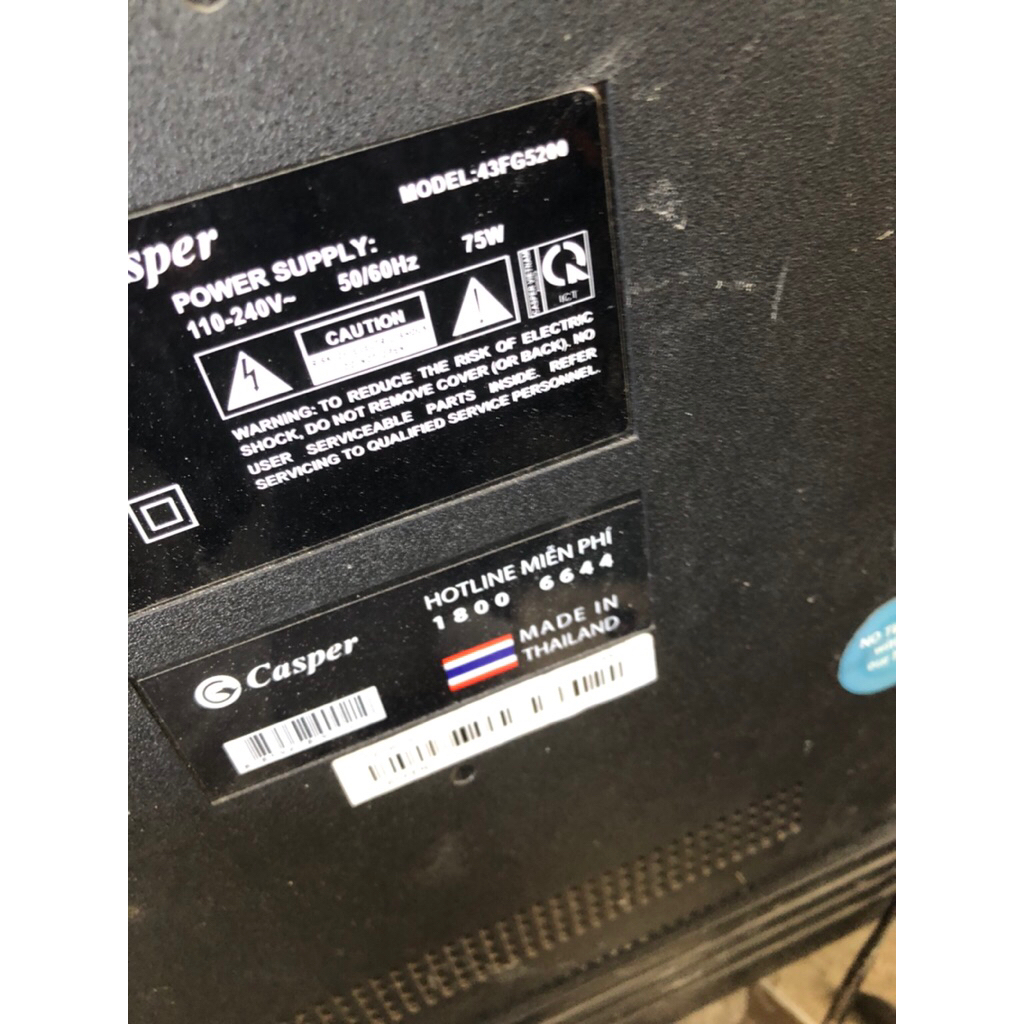 MODEL:43FG5200
sper
POWER SUPPLY:
110-240V~ 50/60Hz 75W
CAUTION
WARNING: TO REDUCE THE RISK OF ELECTRIC
SHOCK, DO NOT REMOVE COVER (OR BACK). NO
USER SERVICEABLE PARTS INSIDE. REFER
SERVICING TO QUALIFIED SERVICE PERSONNEL.
HOTLINE MIỄN PHÍ
1800 6644
Casper
MADE IN
THAILAND
NO